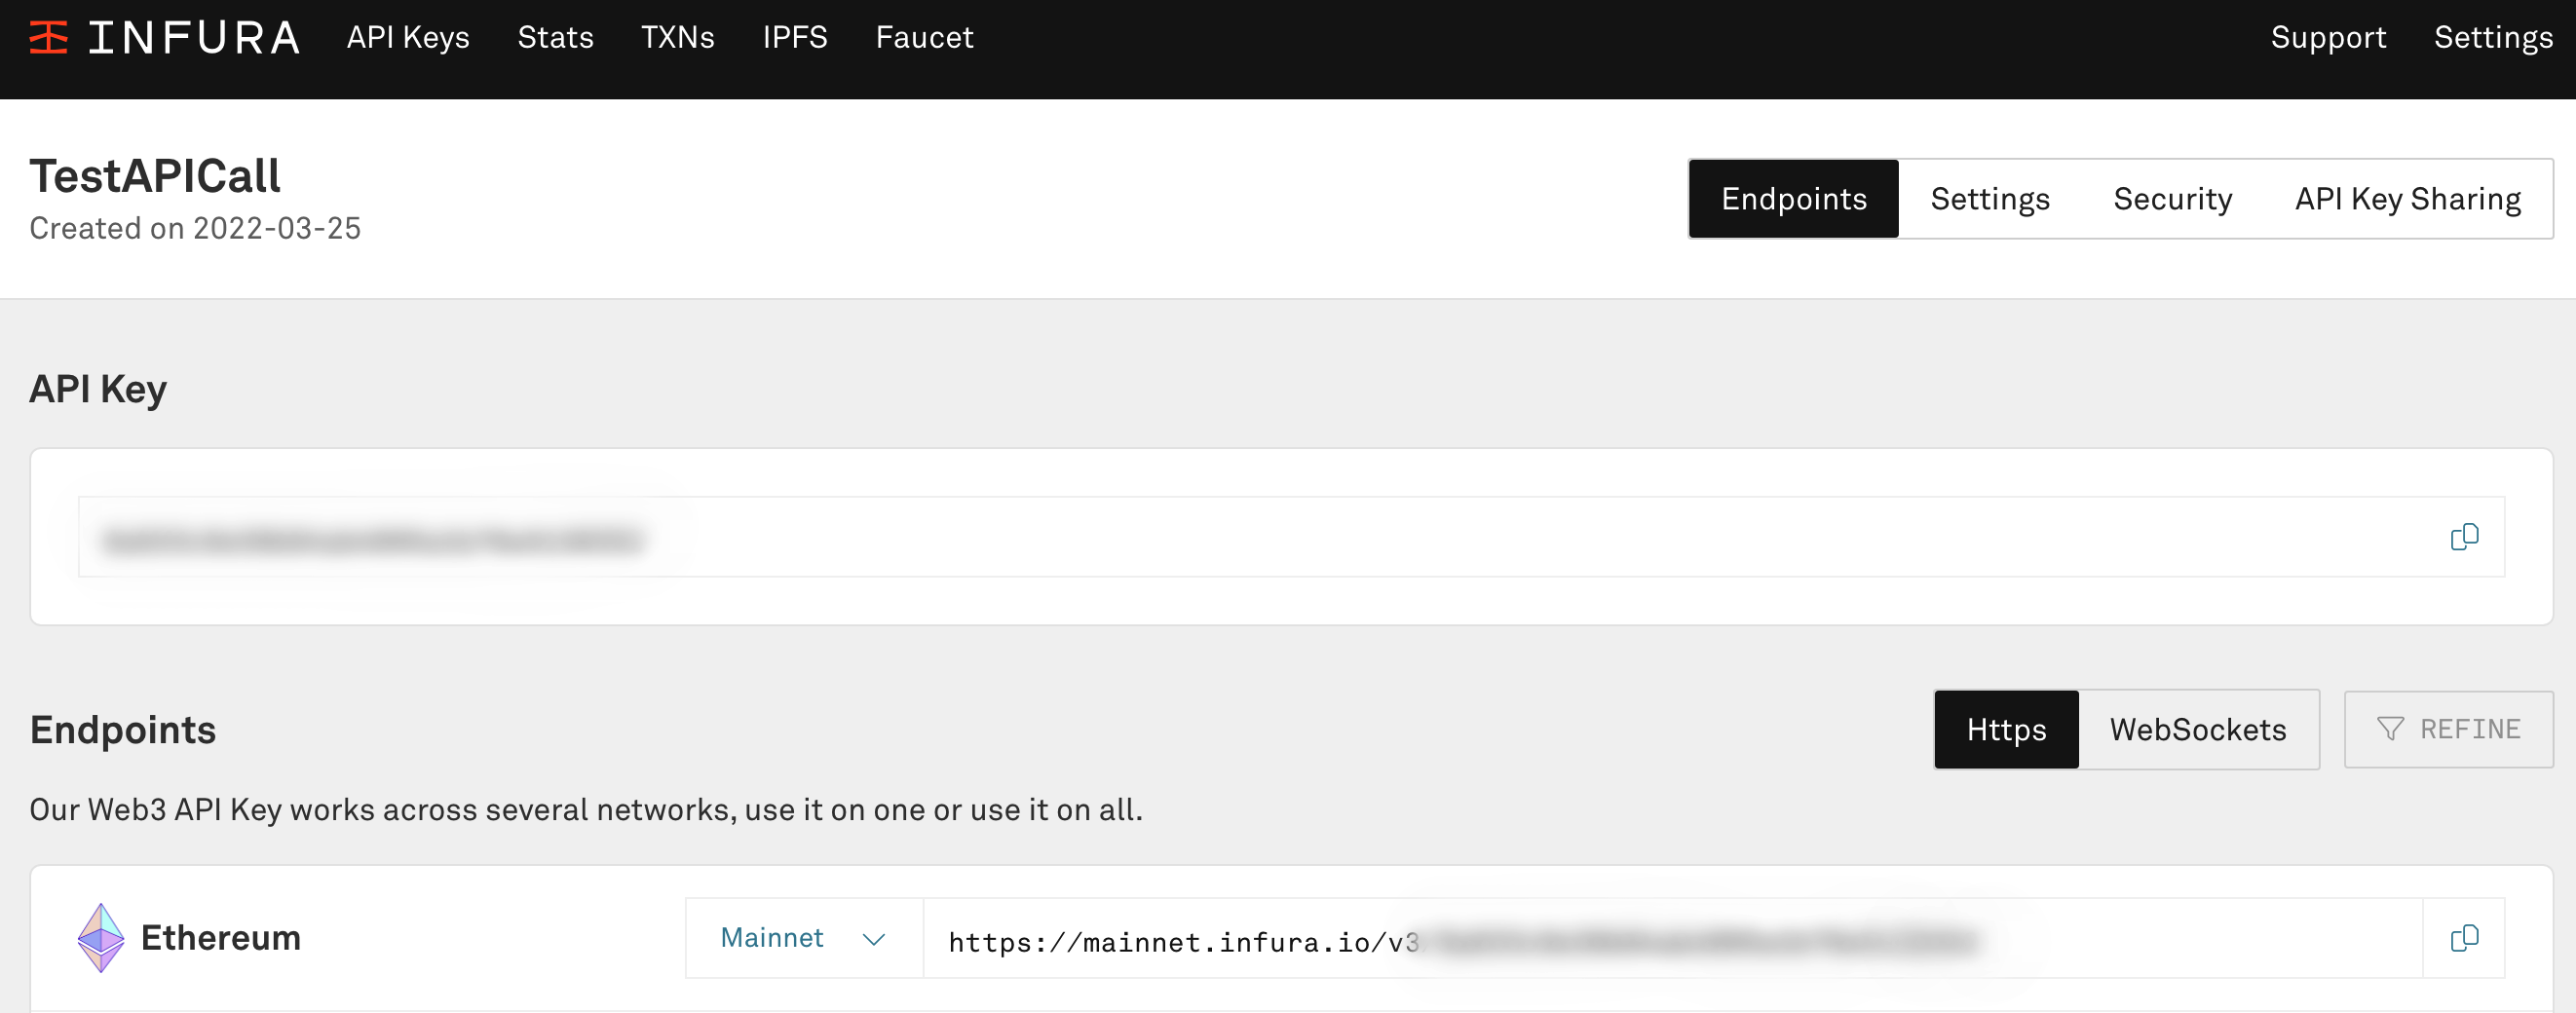 INFURA API Keys Stats TXNs IPFS Faucet Support Settings
TestAPICall
Created on 2022-03-25
Endpoints Settings Security API Key Sharing
API Key
Endpoints
Https WebSockets REFINE
Our Web3 API Key works across several networks, use it on one or use it on all.
Ethereum Mainnet https://mainnet.infura.io/v3